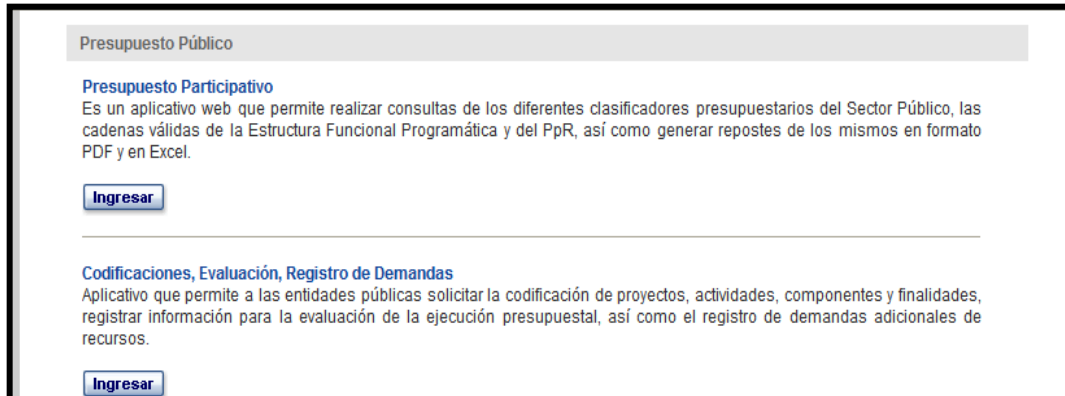 Presupuesto Público
Presupuesto Participativo
Es un aplicativo web que permite realizar consultas de los diferentes clasificadores presupuestarios del Sector Público, las
cadenas válidas de la Estructura Funcional Programática y del PpR, así como generar repostes de los mismos en formato
PDF y en Excel.
Ingresar
Codificaciones, Evaluación, Registro de Demandas
Aplicativo que permite a las entidades públicas solicitar la codificación de proyectos, actividades, componentes y finalidades,
registrar información para la evaluación de la ejecución presupuestal, así como el registro de demandas adicionales de
recursos.
Ingresar